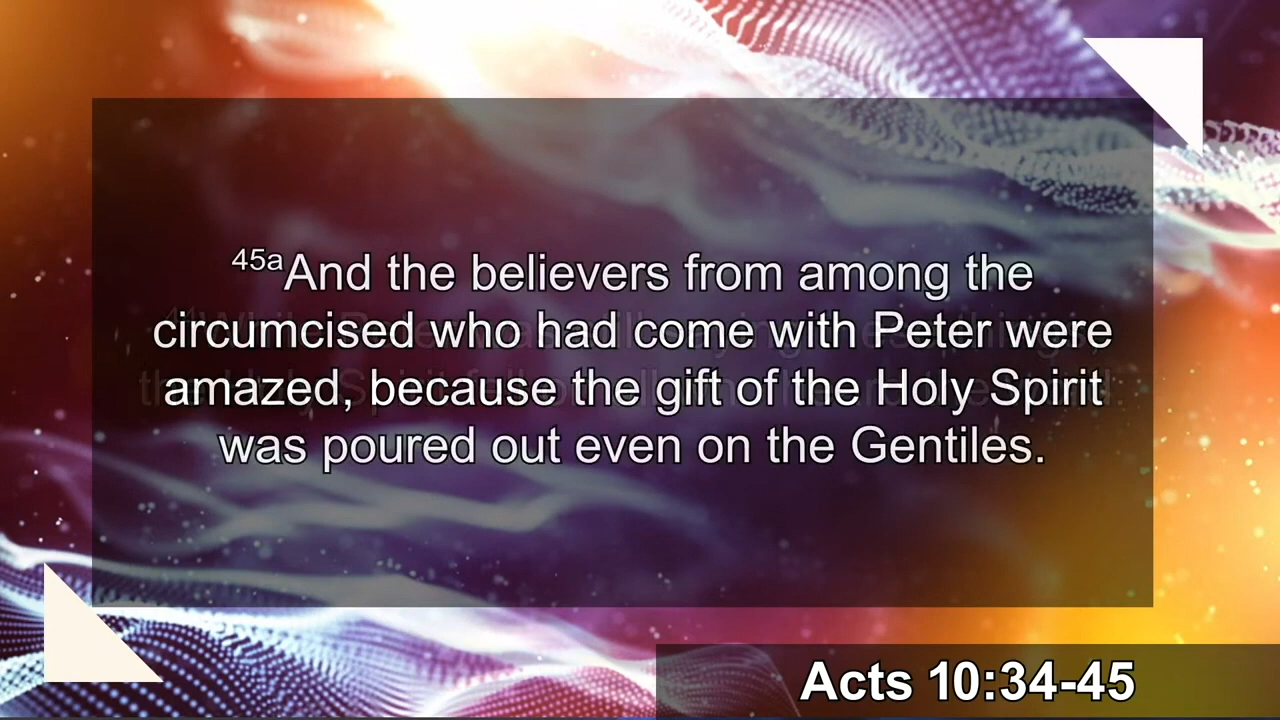 45aAnd the believers from among the
circumcised who had come with Peter were
amazed, because the gift of the Holy Spirit
was poured out even on the Gentiles.
Acts 10:34-45